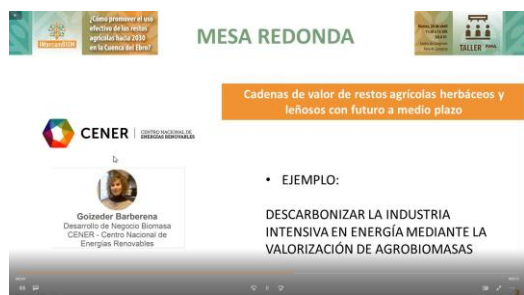 ¿Cómo promover el uso
efectivo de los restos
agrícolas hacia 2030
en la Cuenca del Ebro?
MESA REDONDA
TALLER
Cadenas de valor de restos agrícolas herbáceos y
leñosos con futuro a medio plazo
CENER
CENTRO NACIONAL DE
ENERGÍAS RENOVABLES
Goizeder Barberena
Desarrollo de Negocio Biomasa
CENER - Centro Nacional de
Energías Renovables
• EJEMPLO:
DESCARBONIZAR LA INDUSTRIA
INTENSIVA EN ENERGÍA MEDIANTE LA
VALORIZACIÓN DE AGROBIOMASAS